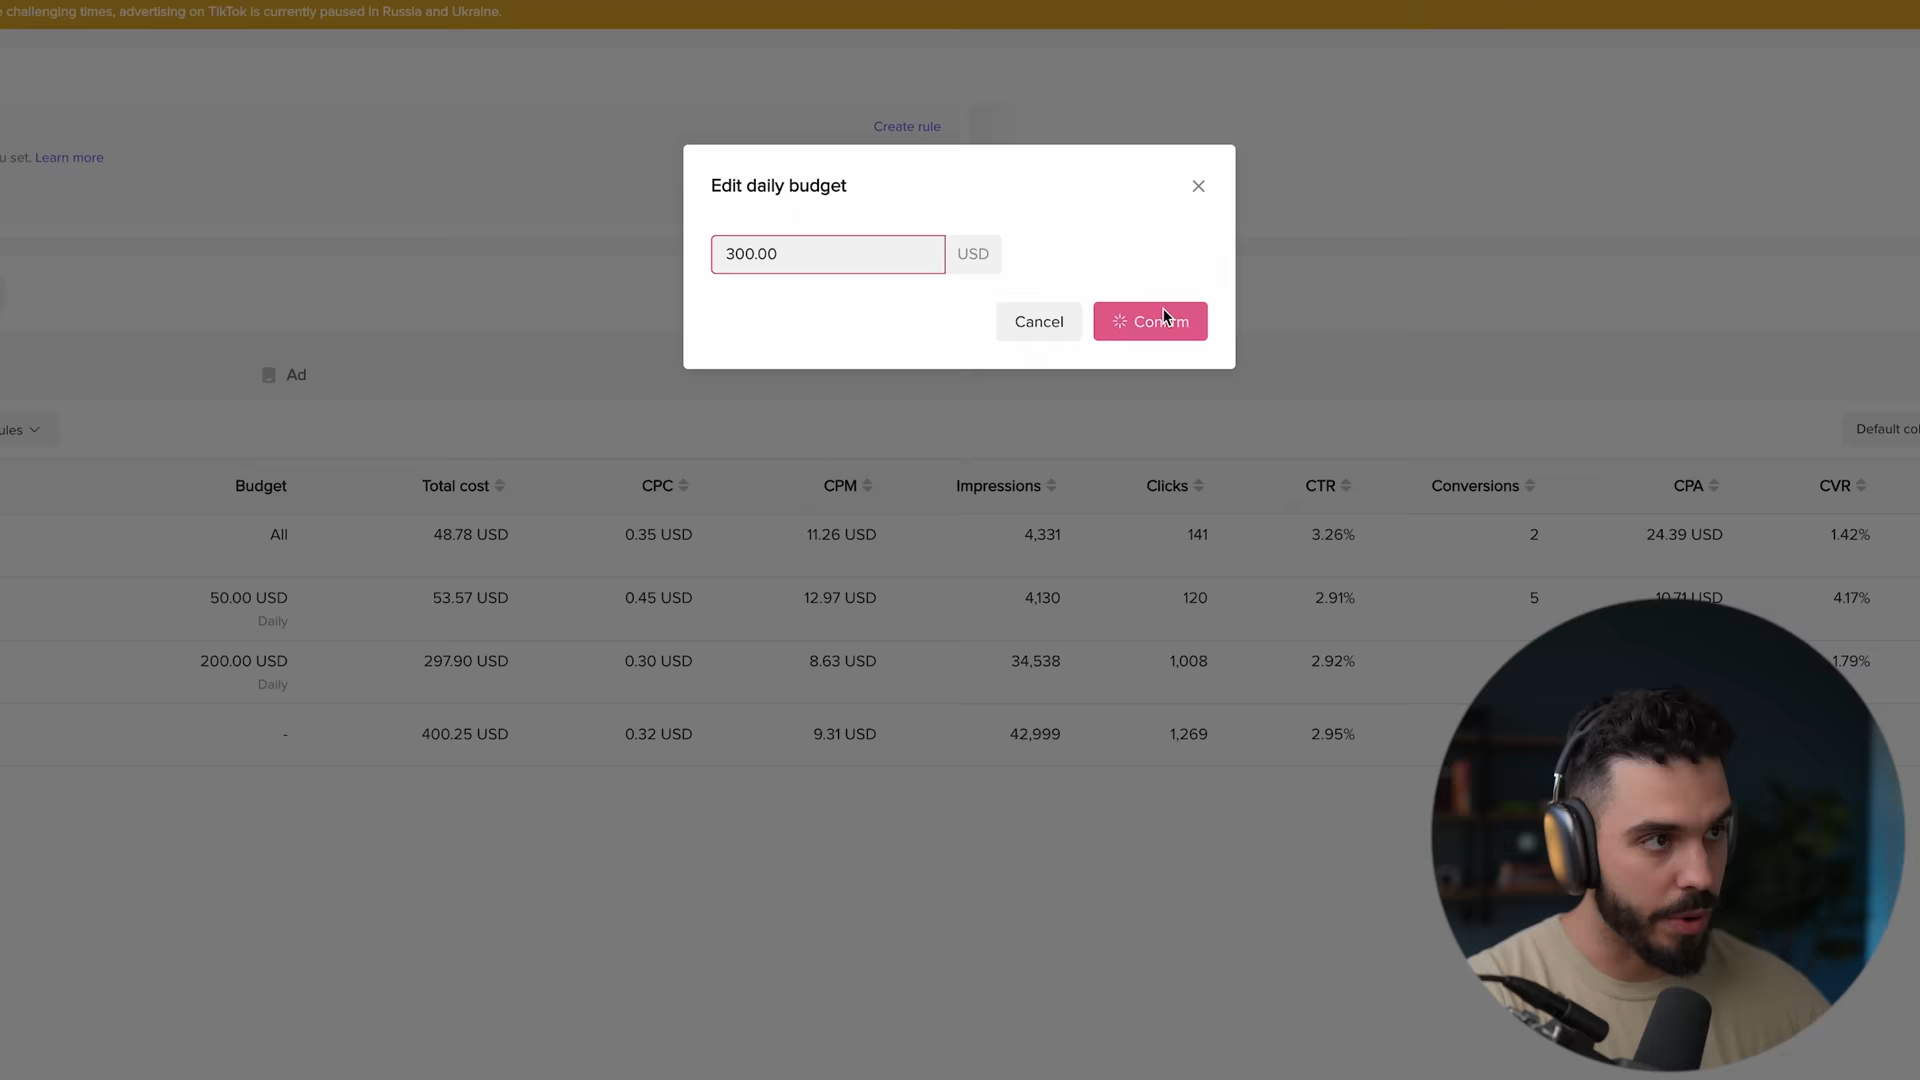 challenging times, advertising on TikTok is currently paused in Russia and Ukraine.
Create rule
u set. Learn more
Edit daily budget
300.00 USD
Cancel Confirm
Ad
ules
Default col
Budget Total cost CPC CPM Impressions Clicks CTR Conversions CPA CVR
All 48.78 USD 0.35 USD 11.26 USD 4,331 141 3.26% 2 24.39 USD 1.42%
50.00 USD 53.57 USD 0.45 USD 12.97 USD 4,130 120 2.91% 5 10.71 USD 4.17%
Daily
200.00 USD 297.90 USD 0.30 USD 8.63 USD 34,538 1,008 2.92% 1.79%
Daily
- 400.25 USD 0.32 USD 9.31 USD 42,999 1,269 2.95%